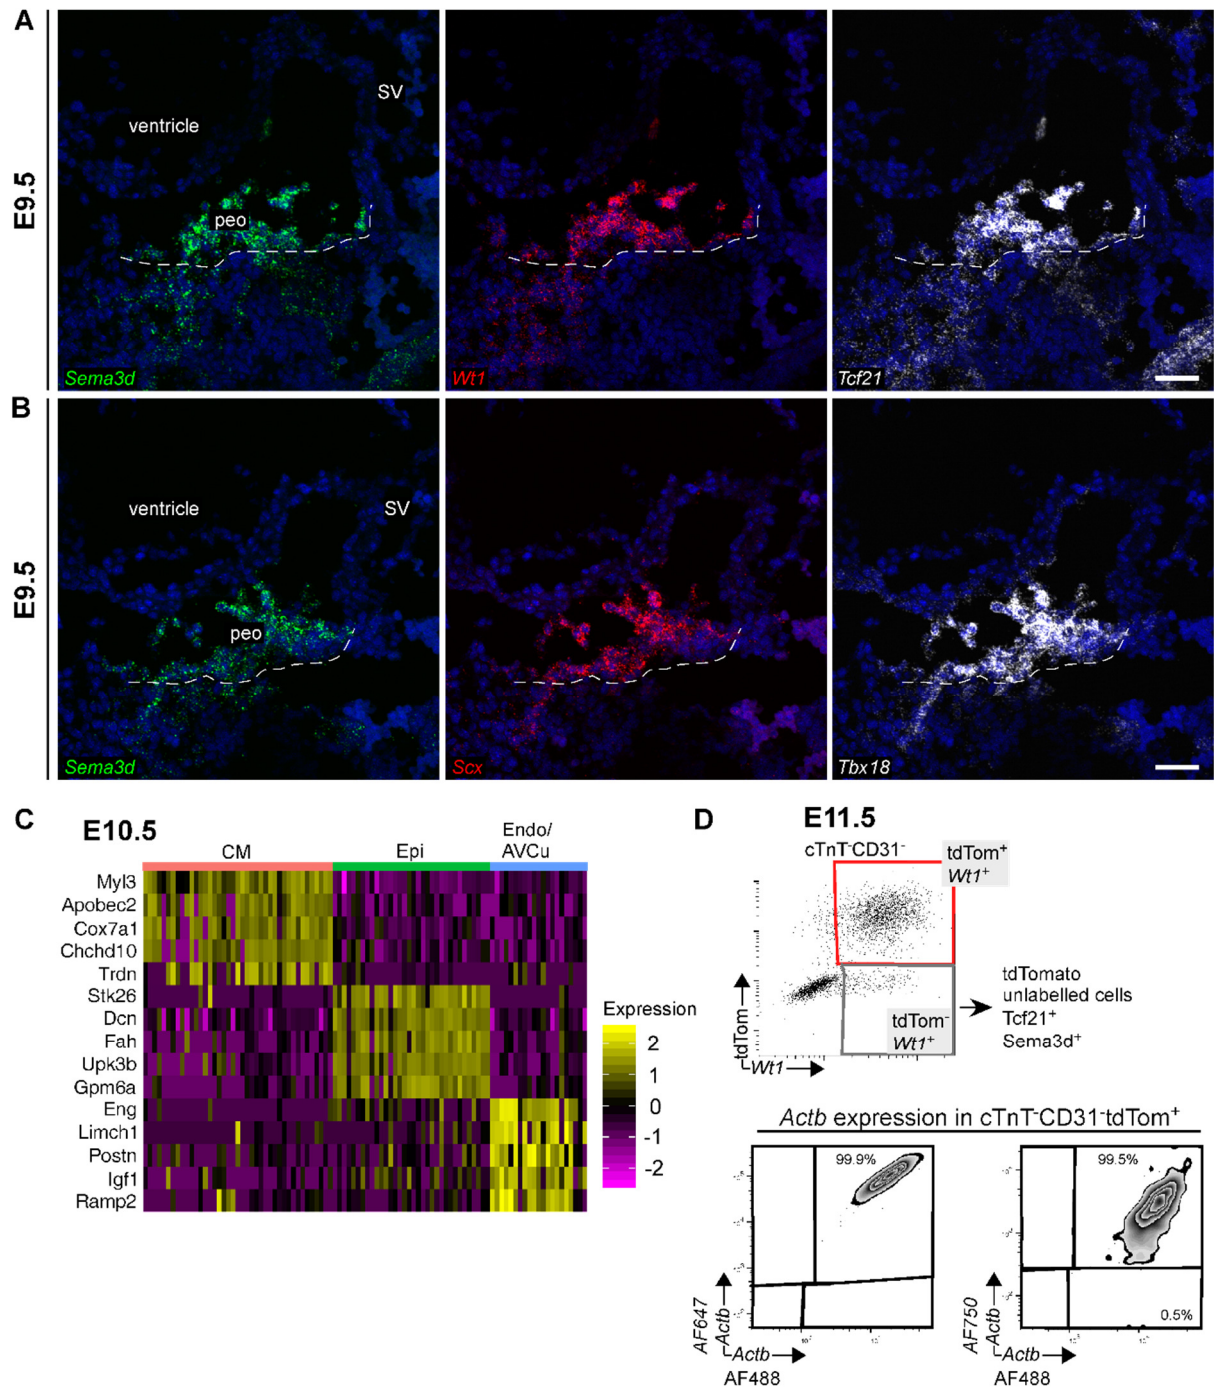 A
E9.5
SV
ventricle
peo
Sema3d
Wt1
Tcf21
B
E9.5
ventricle
SV
peo
Sema3d
Scx
Tbx18
C
E10.5
CM
Epi
Endo/
AVCu
Myl3
Apobec2
Cox7a1
Chchd10
Trdn
Stk26
Dcn
Fah
Upk3b
Gpm6a
Eng
Limch1
Postn
Igf1
Ramp2
Expression
2
1
0
-1
-2
D
E11.5
cTnT-CD31-
tdTom+
Wt1+
tdTom-
Wt1+
tdTom
Wt1
tdTomato
unlabelled cells
Tcf21+
Sema3d+
Actb expression in cTnT-CD31-tdTom+
99.9%
AF647
Actb
Actb
AF488
99.5%
0.5%
AF750
Actb
Actb
AF488